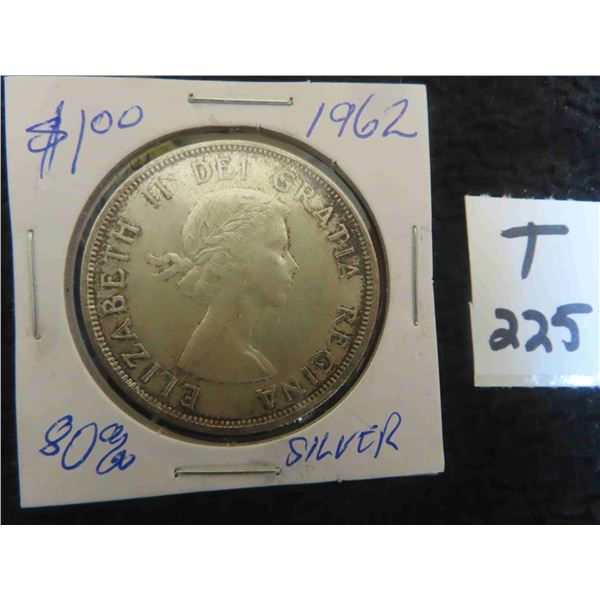 $1.00 1962
ELIZABETH II DEI GRATIA REGINA
80% SILVER
T
225